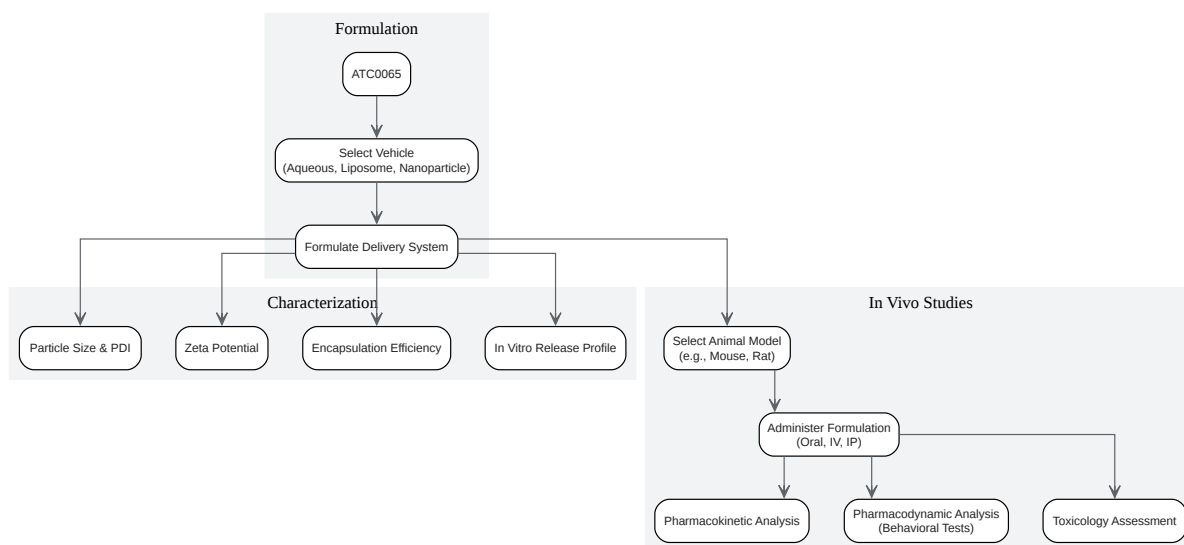 Formulation
ATC0065
Select Vehicle
(Aqueous, Liposome, Nanoparticle)
Formulate Delivery System
Characterization
Particle Size & PDI
Zeta Potential
Encapsulation Efficiency
In Vitro Release Profile
In Vivo Studies
Select Animal Model
(e.g., Mouse, Rat)
Administer Formulation
(Oral, IV, IP)
Pharmacokinetic Analysis
Pharmacodynamic Analysis
(Behavioral Tests)
Toxicology Assessment